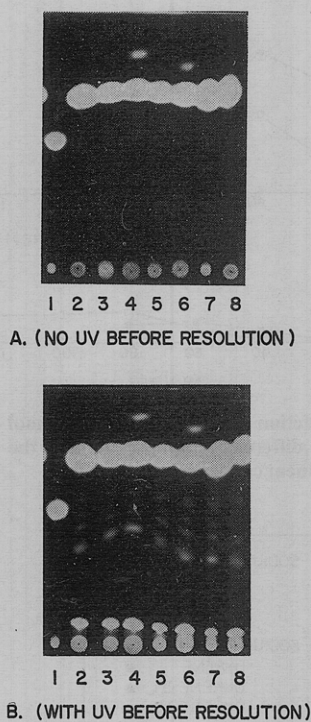 1 2 3 4 5 6 7 8
A. (NO UV BEFORE RESOLUTION)
1 2 3 4 5 6 7 8
B. (WITH UV BEFORE RESOLUTION)